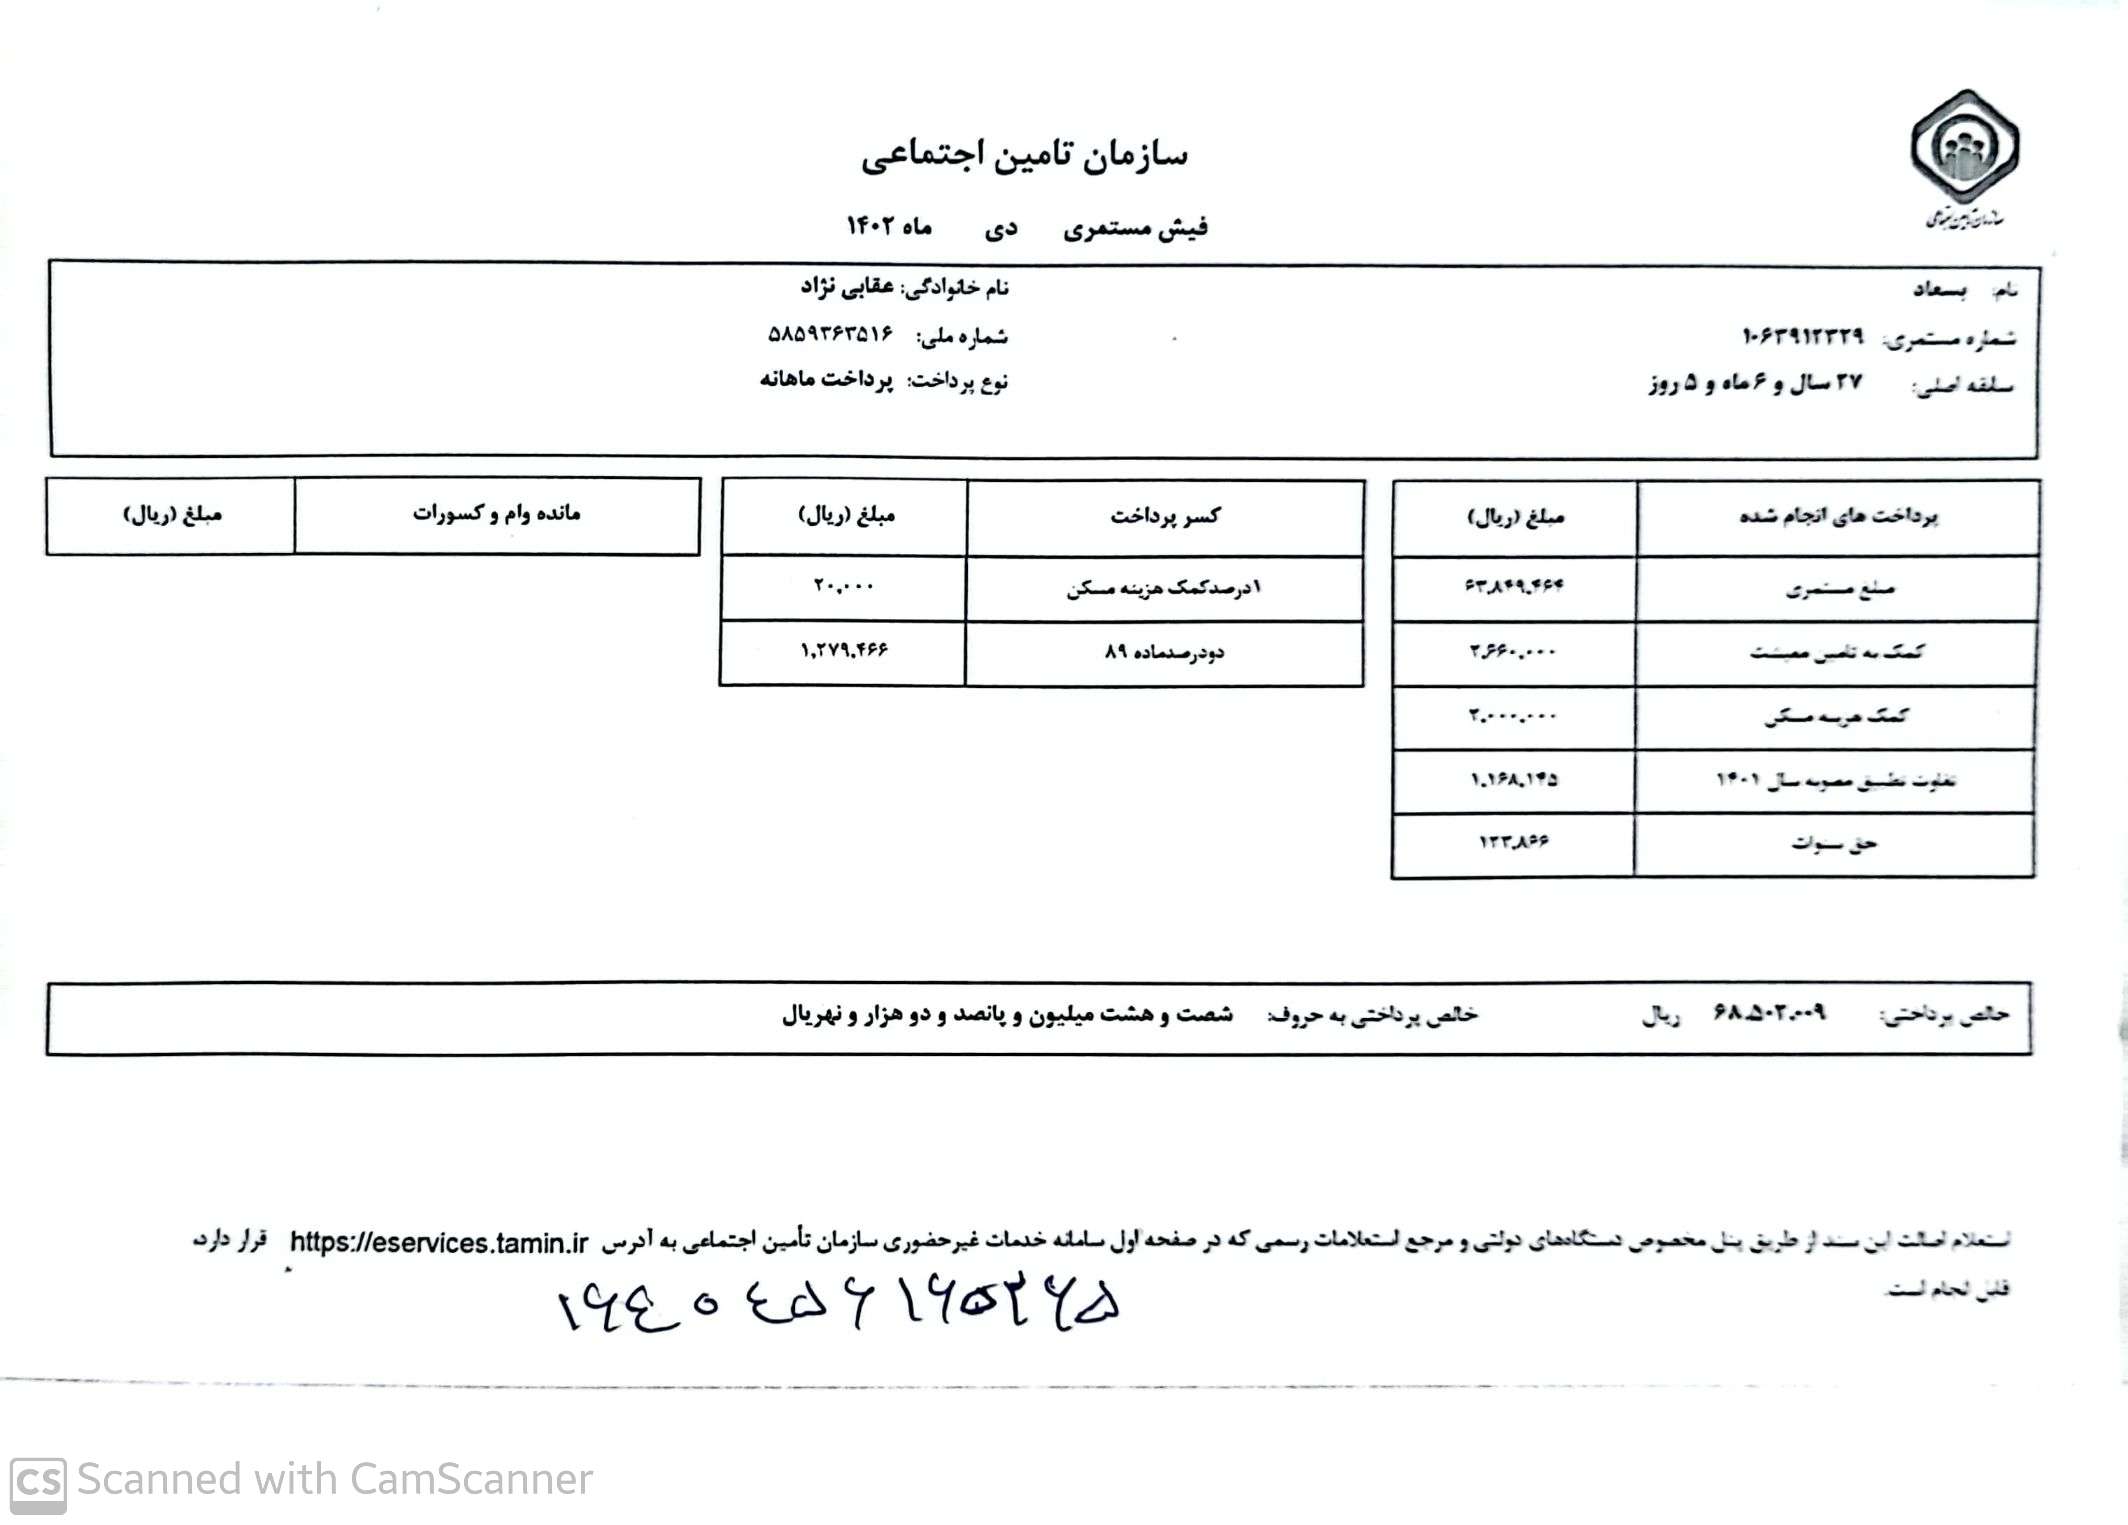 سازمان تامین اجتماعی
سازمان تامین اجتماعی
فیش مستمری دی ماه ۱۴۰۲
نام: بسعاد نام خانوادگی: عقابی نژاد
شماره مستمری: ۱۰۶۳۹۱۲۳۲۹ شماره ملی: ۵۸۵۹۳۶۳۵۱۶
سابقه اصلی: ۲۷ سال و ۶ ماه و ۵ روز نوع پرداخت: پرداخت ماهانه
پرداخت های انجام شده مبلغ (ریال) کسر پرداخت مبلغ (ریال) مانده وام و کسورات مبلغ (ریال)
مبلغ مستمری ۶۳,۸۴۹,۴۶۴ ۱درصدکمک هزینه مسکن ۲۰,۰۰۰
کمک به تامین معیشت ۲,۶۶۰,۰۰۰ دودرصدماده ۸۹ ۱,۲۷۹,۴۶۶
کمک هزینه مسکن ۲,۰۰۰,۰۰۰
تفاوت تطبیق مصوبه سال ۱۴۰۱ ۱,۱۶۸,۱۴۵
حق سنوات ۱۲۳,۸۶۶
خالص پرداختی: ۶۸,۵۰۲,۰۰۹ ریال خالص پرداختی به حروف: شصت و هشت میلیون و پانصد و دو هزار و نهریال
استعلام اصالت این سند از طریق پنل مخصوص دستگاه‌های دولتی و مرجع استعلامات رسمی که در صفحه اول سامانه خدمات غیرحضوری سازمان تأمین اجتماعی به آدرس https://eservices.tamin.ir قرار دارد،
قابل انجام است.
CS Scanned with CamScanner